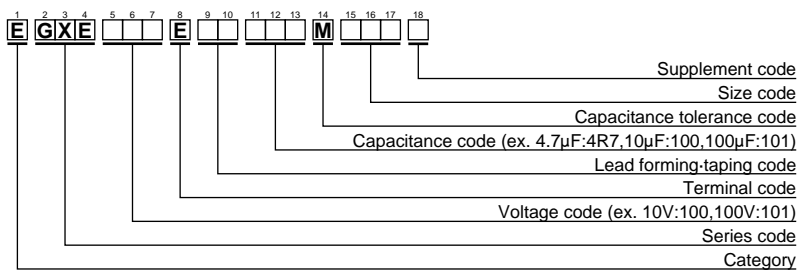 1 2 3 4 5 6 7 8 9 10 11 12 13 14 15 16 17 18
E GXE E M
Supplement code
Size code
Capacitance tolerance code
Capacitance code (ex. 4.7µF:4R7,10µF:100,100µF:101)
Lead forming·taping code
Terminal code
Voltage code (ex. 10V:100,100V:101)
Series code
Category